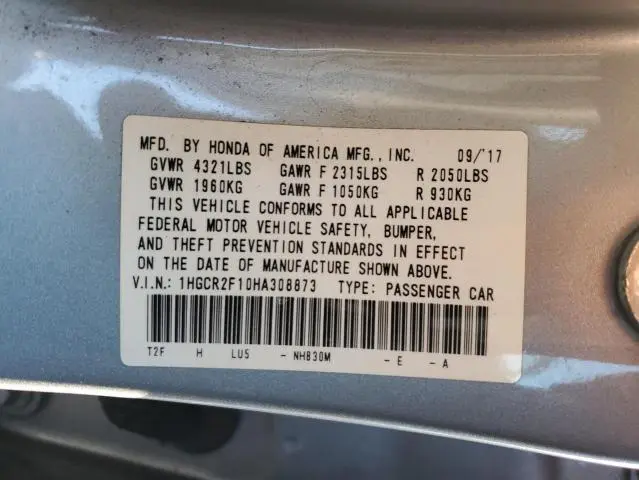 MFD. BY HONDA OF AMERICA MFG., INC. 09/'17
GVWR 4321LBS GAWR F 2315LBS R 2050LBS
GVWR 1960KG GAWR F 1050KG R 930KG
THIS VEHICLE CONFORMS TO ALL APPLICABLE
FEDERAL MOTOR VEHICLE SAFETY, BUMPER,
AND THEFT PREVENTION STANDARDS IN EFFECT
ON THE DATE OF MANUFACTURE SHOWN ABOVE.
V.I.N.: 1HGCR2F10HA308873 TYPE: PASSENGER CAR
T2F H LU5 - NH830M - E - A